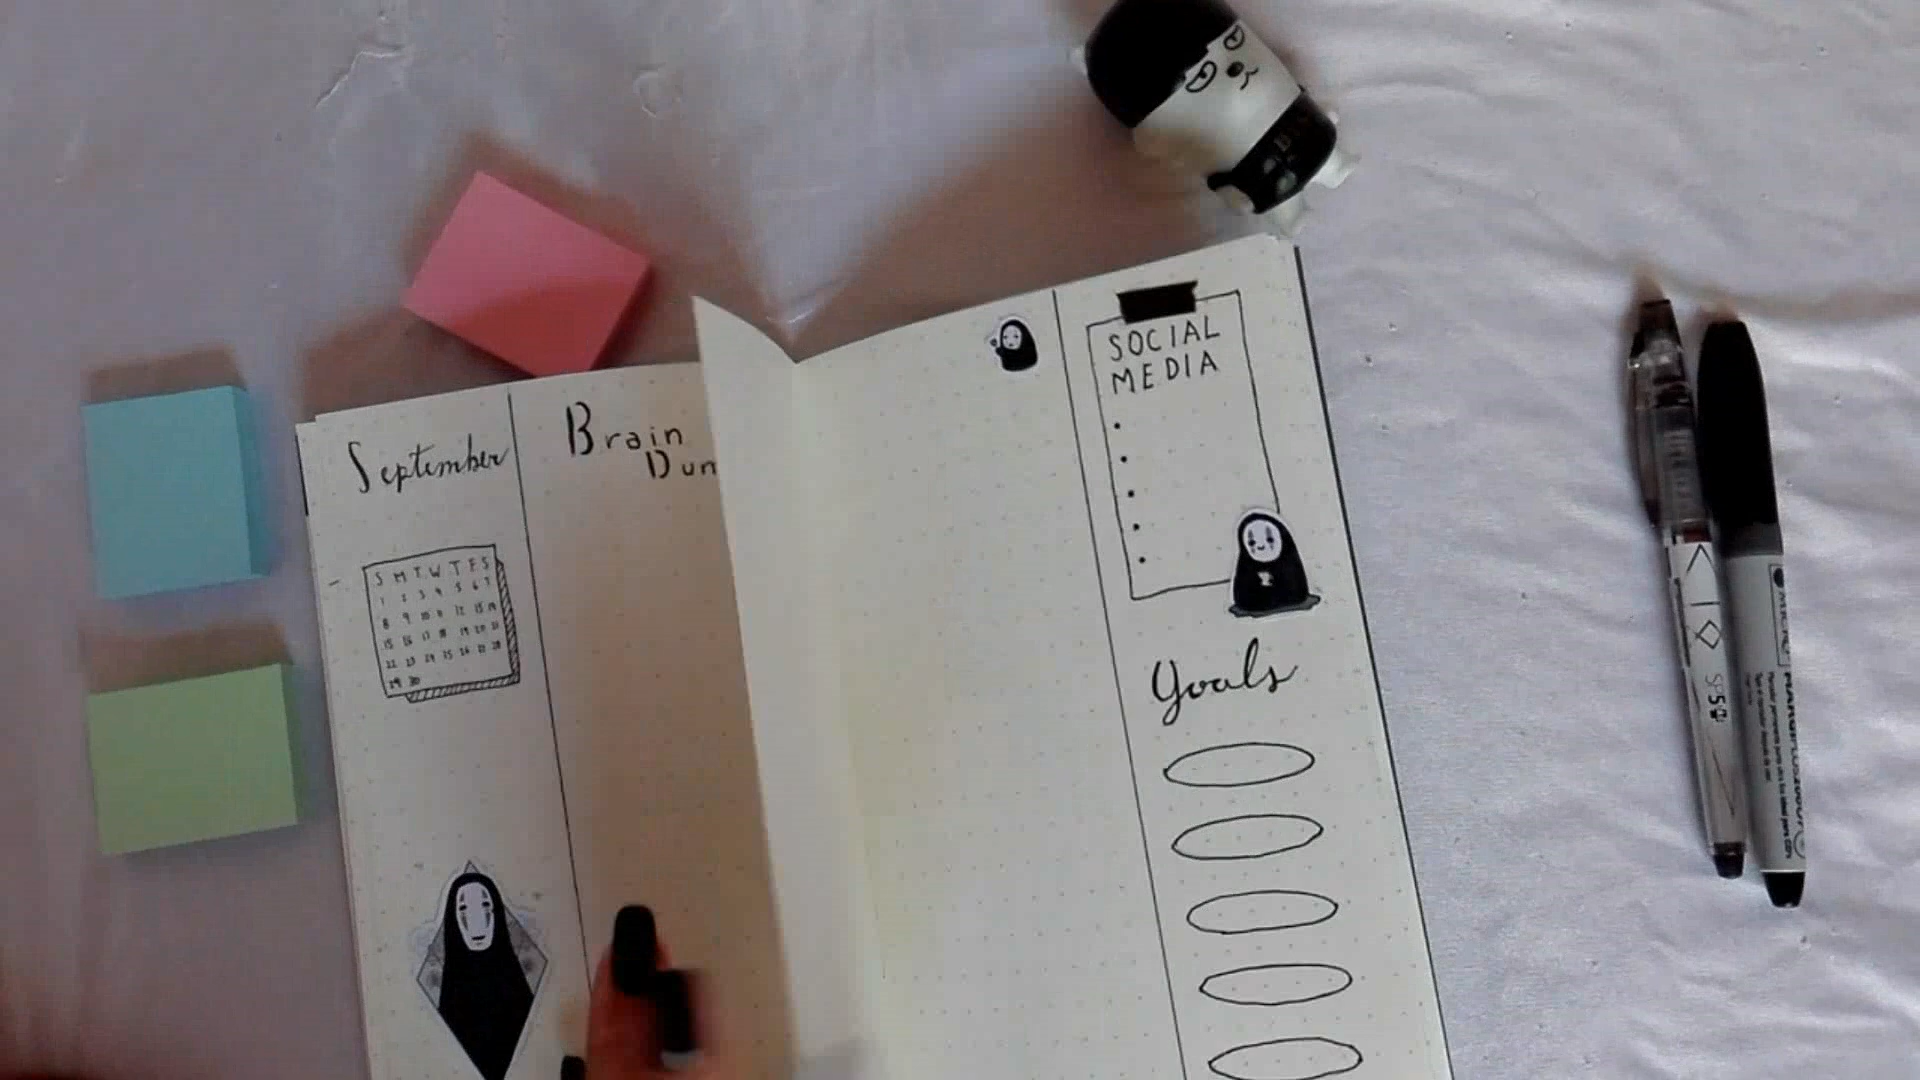 September
Brain
Dum
S M T W T F S
1 2 3 4 5 6 7
8 9 10 11 12 13 14
15 16 17 18 19 20 21
22 23 24 25 26 27 28
29 30
SOCIAL
MEDIA
Goals